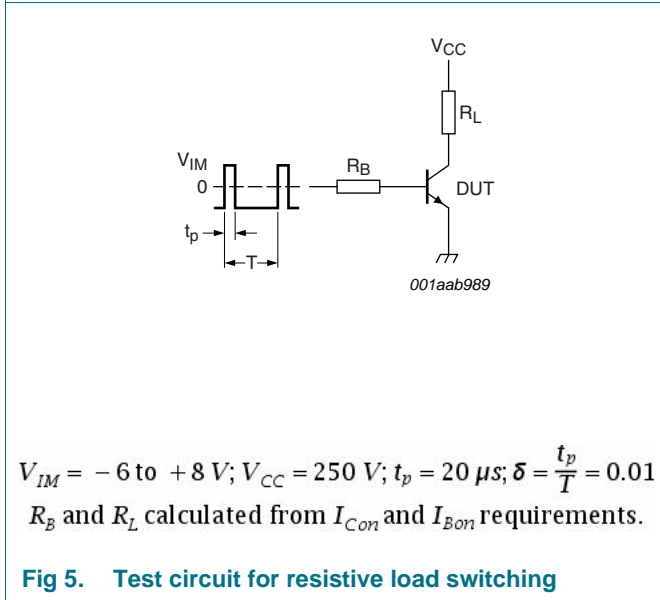 VCC
RL
VIM
RB
0
DUT
tp
T
001aab989
VIM = − 6 to + 8 V; VCC = 250 V; tp = 20 μs; δ = tp/T = 0.01
RB and RL calculated from ICon and IBon requirements.
Fig 5. Test circuit for resistive load switching